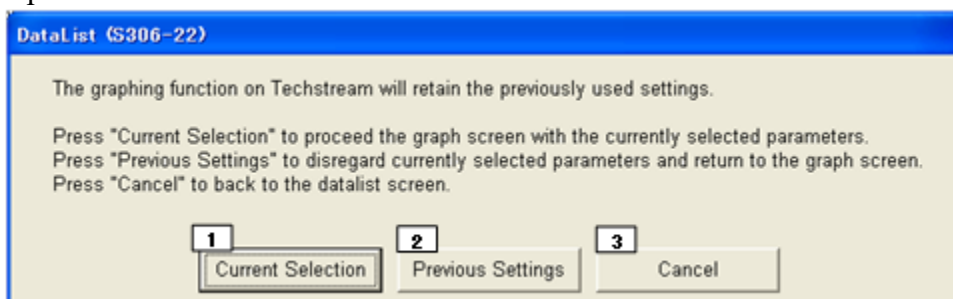 DataList (S306-22)
The graphing function on Techstream will retain the previously used settings.
Press "Current Selection" to proceed the graph screen with the currently selected parameters.
Press "Previous Settings" to disregard currently selected parameters and return to the graph screen.
Press "Cancel" to back to the datalist screen.
1 2 3
Current Selection Previous Settings Cancel